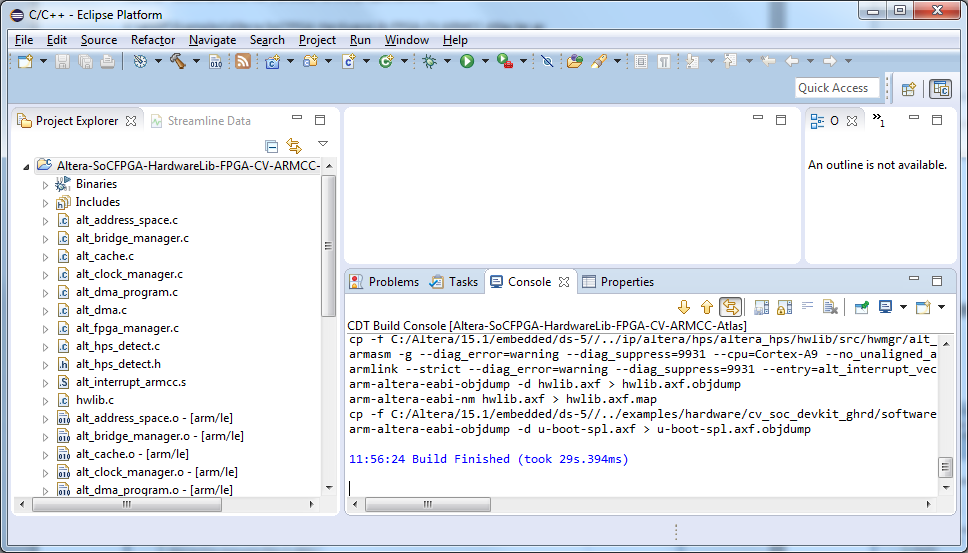 C/C++ - Eclipse Platform
File Edit Source Refactor Navigate Search Project Run Window Help
Quick Access
Project Explorer
Streamline Data
Altera-SoCFPGA-HardwareLib-FPGA-CV-ARMCC-
Binaries
Includes
alt_address_space.c
alt_bridge_manager.c
alt_cache.c
alt_clock_manager.c
alt_dma_program.c
alt_dma.c
alt_fpga_manager.c
alt_hps_detect.c
alt_hps_detect.h
alt_interrupt_armcc.s
hwlib.c
alt_address_space.o - [arm/le]
alt_bridge_manager.o - [arm/le]
alt_cache.o - [arm/le]
alt_clock_manager.o - [arm/le]
alt_dma_program.o - [arm/le]
O
»1
An outline is not available.
Problems Tasks Console Properties
CDT Build Console [Altera-SoCFPGA-HardwareLib-FPGA-CV-ARMCC-Atlas]
cp -f C:/Altera/15.1/embedded/ds-5//../ip/altera/hps/altera_hps/hwlib/src/hwmgr/alt_
armasm -g --diag_error=warning --diag_suppress=9931 --cpu=Cortex-A9 --no_unaligned_a
armlink --strict --diag_error=warning --diag_suppress=9931 --entry=alt_interrupt_vec
arm-altera-eabi-objdump -d hwlib.axf > hwlib.axf.objdump
arm-altera-eabi-nm hwlib.axf > hwlib.axf.map
cp -f C:/Altera/15.1/embedded/ds-5//../examples/hardware/cv_soc_devkit_ghrd/software
arm-altera-eabi-objdump -d u-boot-spl.axf > u-boot-spl.axf.objdump
11:56:24 Build Finished (took 29s.394ms)